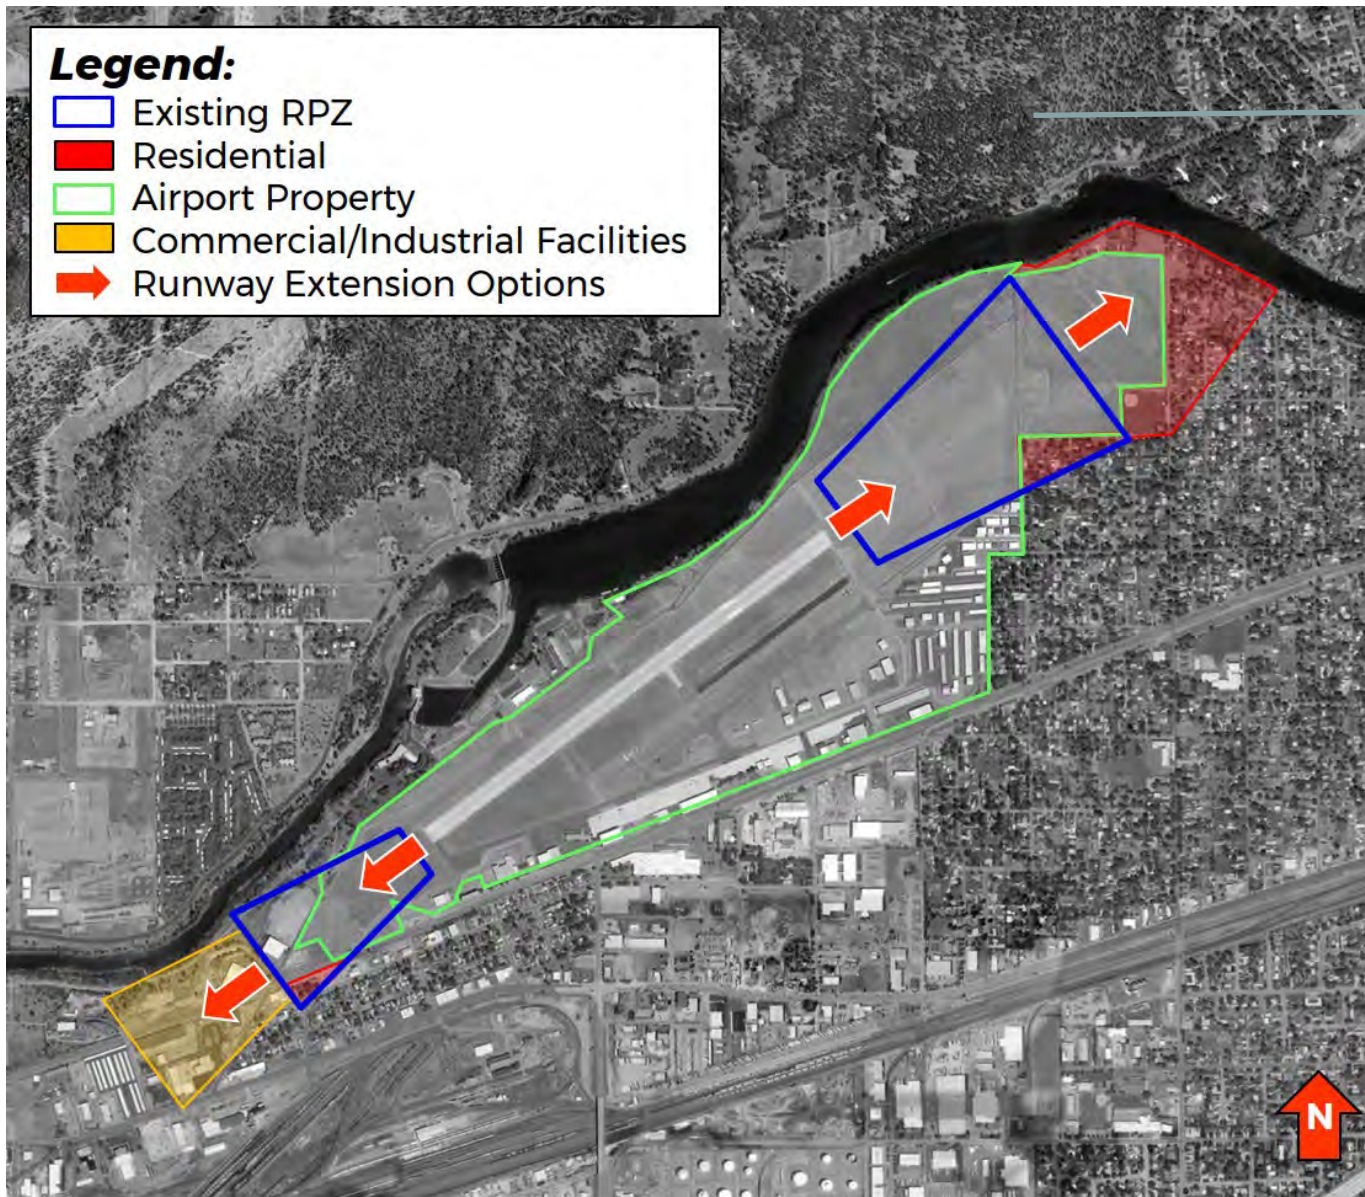 Legend:
Existing RPZ
Residential
Airport Property
Commercial/Industrial Facilities
Runway Extension Options
N